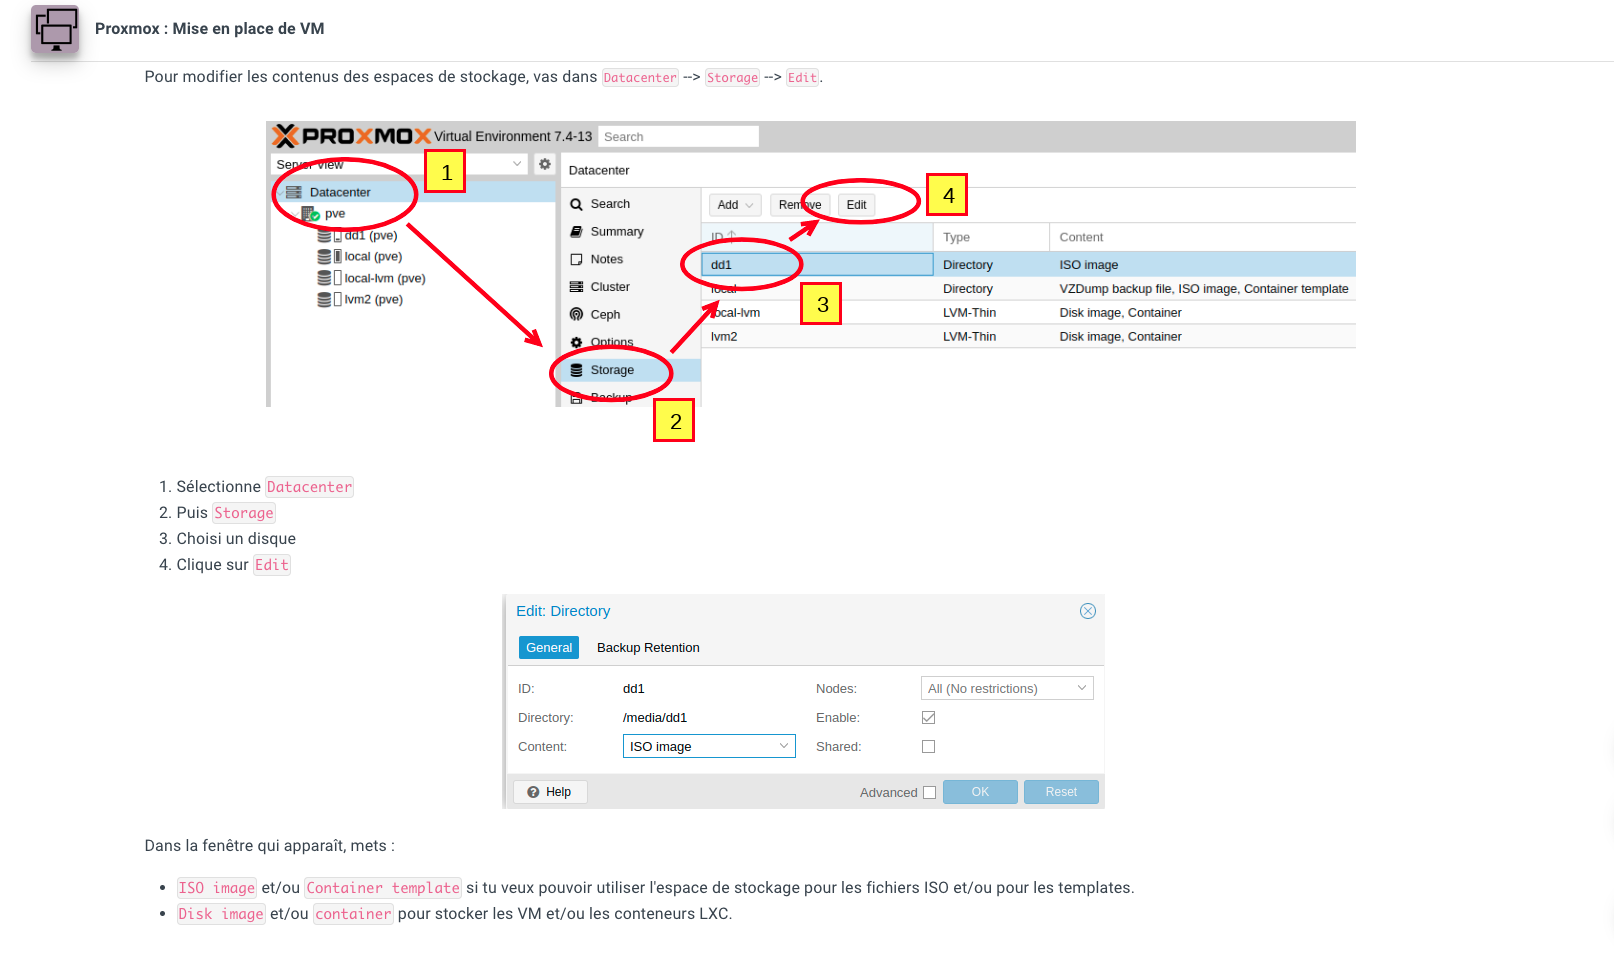 Proxmox : Mise en place de VM
Pour modifier les contenus des espaces de stockage, vas dans Datacenter --> Storage --> Edit.
PROXMOX Virtual Environment 7.4-13 Search
Server View
1
Datacenter
pve
dd1 (pve)
local (pve)
local-lvm (pve)
lvm2 (pve)
Datacenter
Search
Summary
Notes
Cluster
Ceph
Options
Storage
Backup
2
Add Remove Edit
4
ID Type Content
dd1 Directory ISO image
local Directory VZDump backup file, ISO image, Container template
3
local-lvm LVM-Thin Disk image, Container
lvm2 LVM-Thin Disk image, Container
1. Sélectionne Datacenter
2. Puis Storage
3. Choisi un disque
4. Clique sur Edit
Edit: Directory
General Backup Retention
ID: dd1 Nodes: All (No restrictions)
Directory: /media/dd1 Enable:
Content: ISO image Shared:
Help Advanced OK Reset
Dans la fenêtre qui apparaît, mets :
• ISO image et/ou Container template si tu veux pouvoir utiliser l'espace de stockage pour les fichiers ISO et/ou pour les templates.
• Disk image et/ou container pour stocker les VM et/ou les conteneurs LXC.